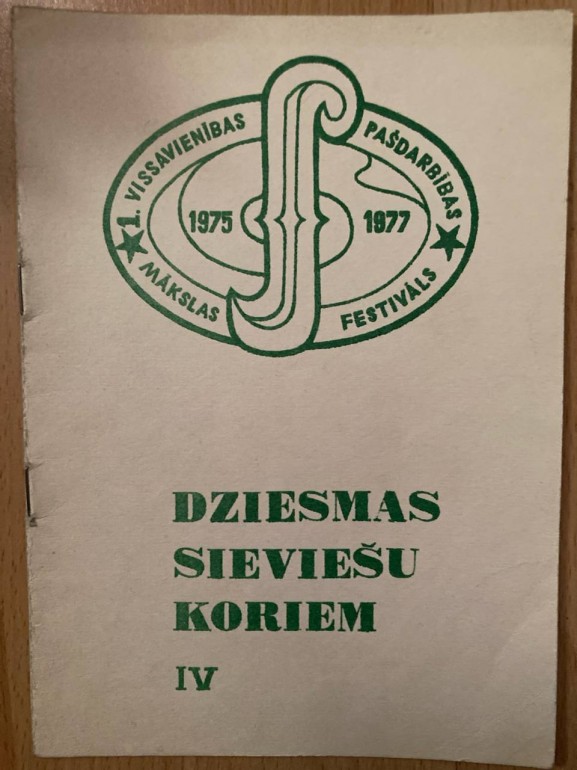 1. VISSAVIENĪBAS PAŠDARBĪBAS
1975 1977
MĀKSLAS FESTIVĀLS
DZIESMAS
SIEVIEŠU
KORIEM
IV